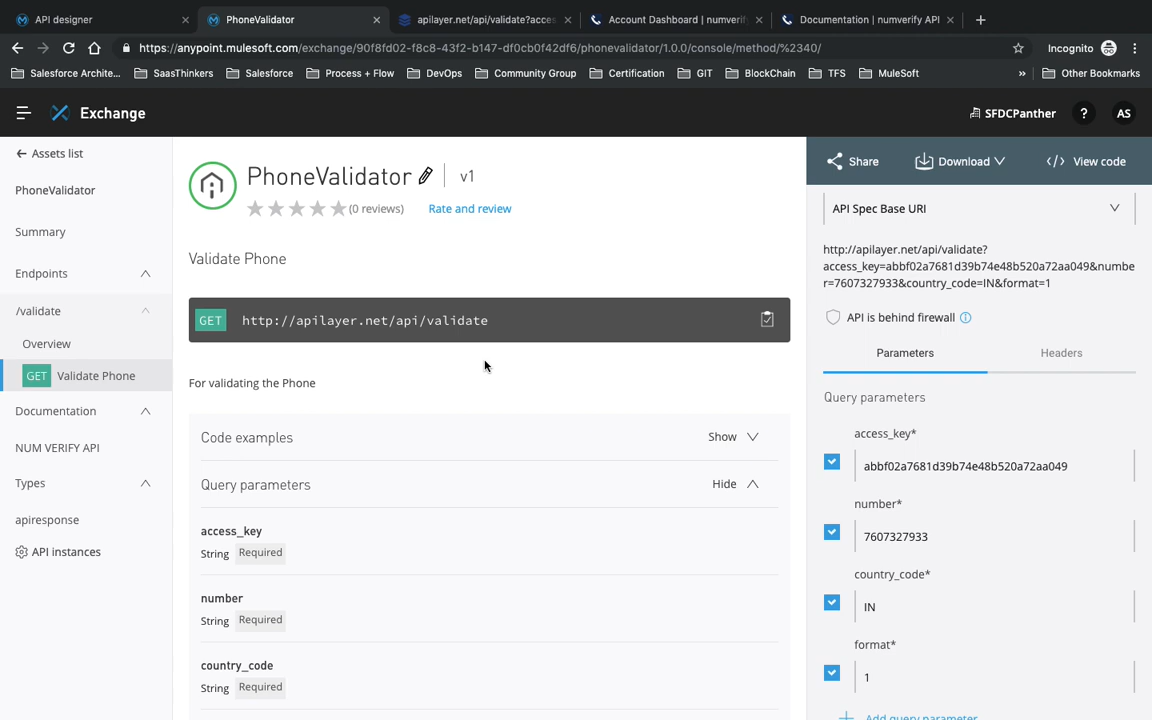 API designer
PhoneValidator
apilayer.net/api/validate?acces
Account Dashboard | numverify
Documentation | numverify API
https://anypoint.mulesoft.com/exchange/90f8fd02-f8c8-43f2-b147-df0cb0f42df6/phonevalidator/1.0.0/console/method/%2340/
Incognito
Salesforce Archite... SaasThinkers Salesforce Process + Flow DevOps Community Group Certification GIT BlockChain TFS MuleSoft » Other Bookmarks
Exchange
SFDCPanther ? AS
Assets list
PhoneValidator
Summary
Endpoints
/validate
Overview
GET Validate Phone
Documentation
NUM VERIFY API
Types
apiresponse
API instances
PhoneValidator v1
(0 reviews) Rate and review
Validate Phone
GET http://apilayer.net/api/validate
For validating the Phone
Code examples Show
Query parameters Hide
access_key
String Required
number
String Required
country_code
String Required
Share Download View code
API Spec Base URI
http://apilayer.net/api/validate?
access_key=abbf02a7681d39b74e48b520a72aa049&numbe
r=7607327933&country_code=IN&format=1
API is behind firewall
Parameters Headers
Query parameters
access_key*
abbf02a7681d39b74e48b520a72aa049
number*
7607327933
country_code*
IN
format*
1
Add query parameter